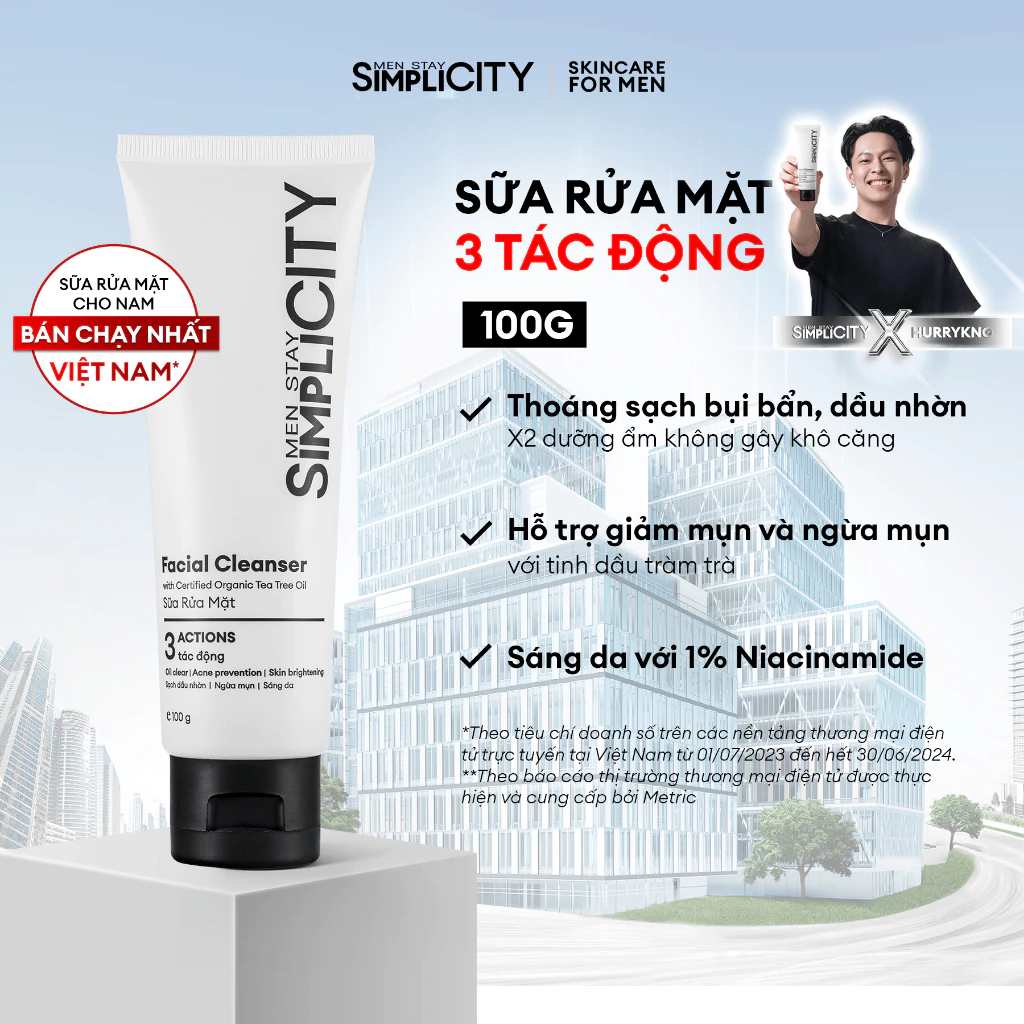 MEN STAY
SIMPLICITY
SKINCARE
FOR MEN
SỮA RỬA MẶT
3 TÁC ĐỘNG
100G
SIMPLICITY
MEN STAY
SIMPLICITY
X
HURRYKNG
SỮA RỬA MẶT
CHO NAM
BÁN CHẠY NHẤT
VIỆT NAM*
MEN STAY
SIMPLICITY
Facial Cleanser
with Certified Organic Tea Tree Oil
Sữa Rửa Mặt
3 ACTIONS
tác động
Oil clear | Acne prevention | Skin brightening
Sạch dầu nhờn | Ngừa mụn | Sáng da
e 100 g
Thoáng sạch bụi bẩn, dầu nhờn
X2 dưỡng ẩm không gây khô căng
Hỗ trợ giảm mụn và ngừa mụn
với tinh dầu tràm trà
Sáng da với 1% Niacinamide
*Theo tiêu chí doanh số trên các nền tảng thương mại điện
tử trực tuyến tại Việt Nam từ 01/07/2023 đến hết 30/06/2024.
**Theo báo cáo thị trường thương mại điện tử được thực
hiện và cung cấp bởi Metric